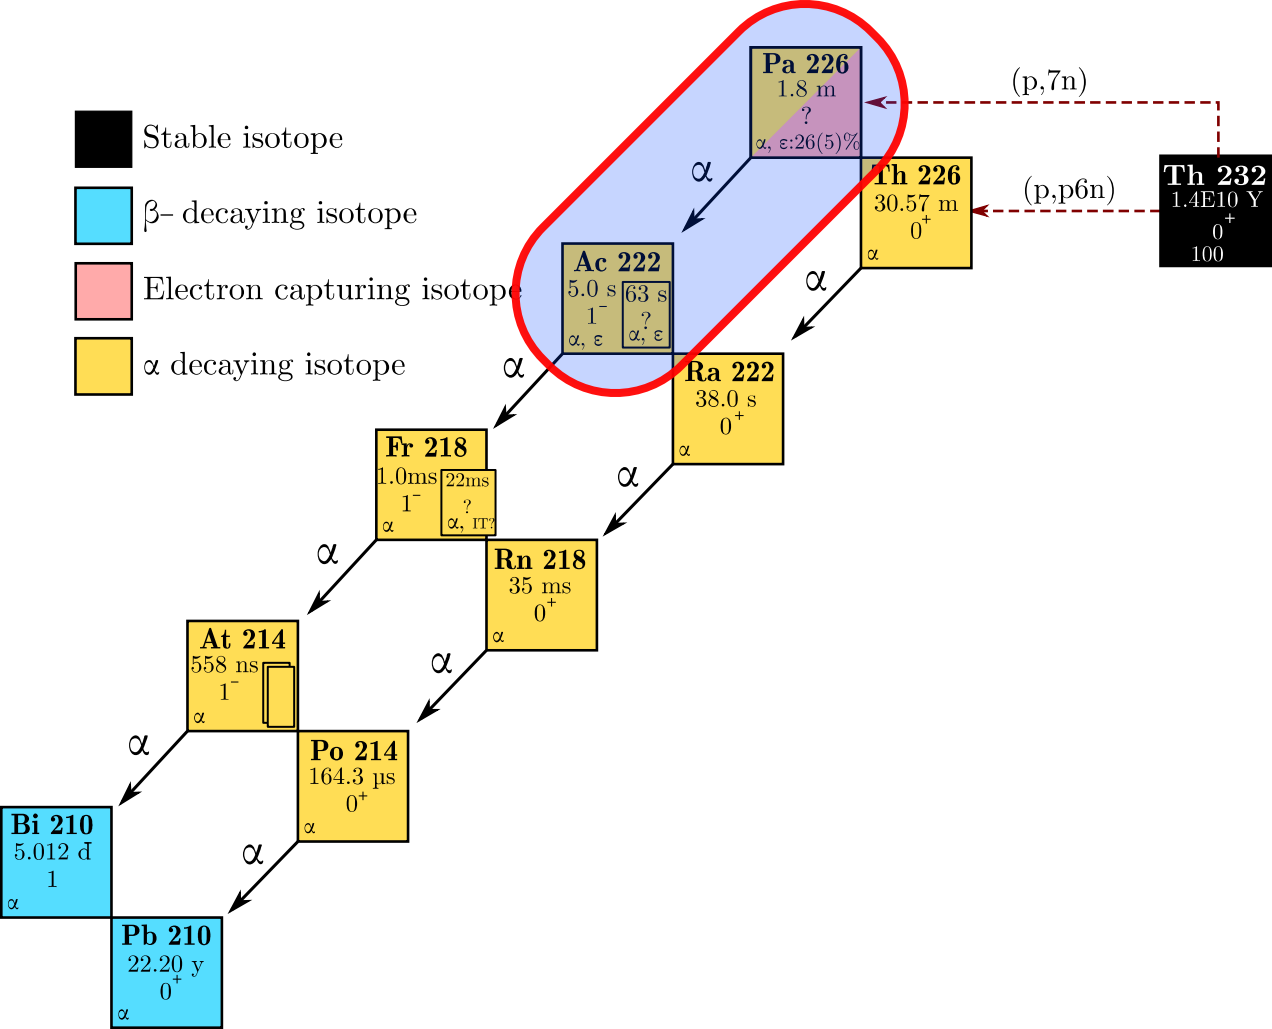 Pa 226
1.8 m
?
α, ε:26(5)%
(p,7n)
Stable isotope
β- decaying isotope
Electron capturing isotope
α decaying isotope
α
Th 226
30.57 m
0+
α
(p,p6n)
Th 232
1.4E10 Y
0+
100
Ac 222
5.0 s
1-
α, ε
63 s
?
α, ε
α
α
Ra 222
38.0 s
0+
α
Fr 218
1.0ms
1-
α
22ms
?
α, IT?
α
α
Rn 218
35 ms
0+
α
At 214
558 ns
1-
α
α
α
Po 214
164.3 µs
0+
α
Bi 210
5.012 d
1-
α
α
Pb 210
22.20 y
0+
α